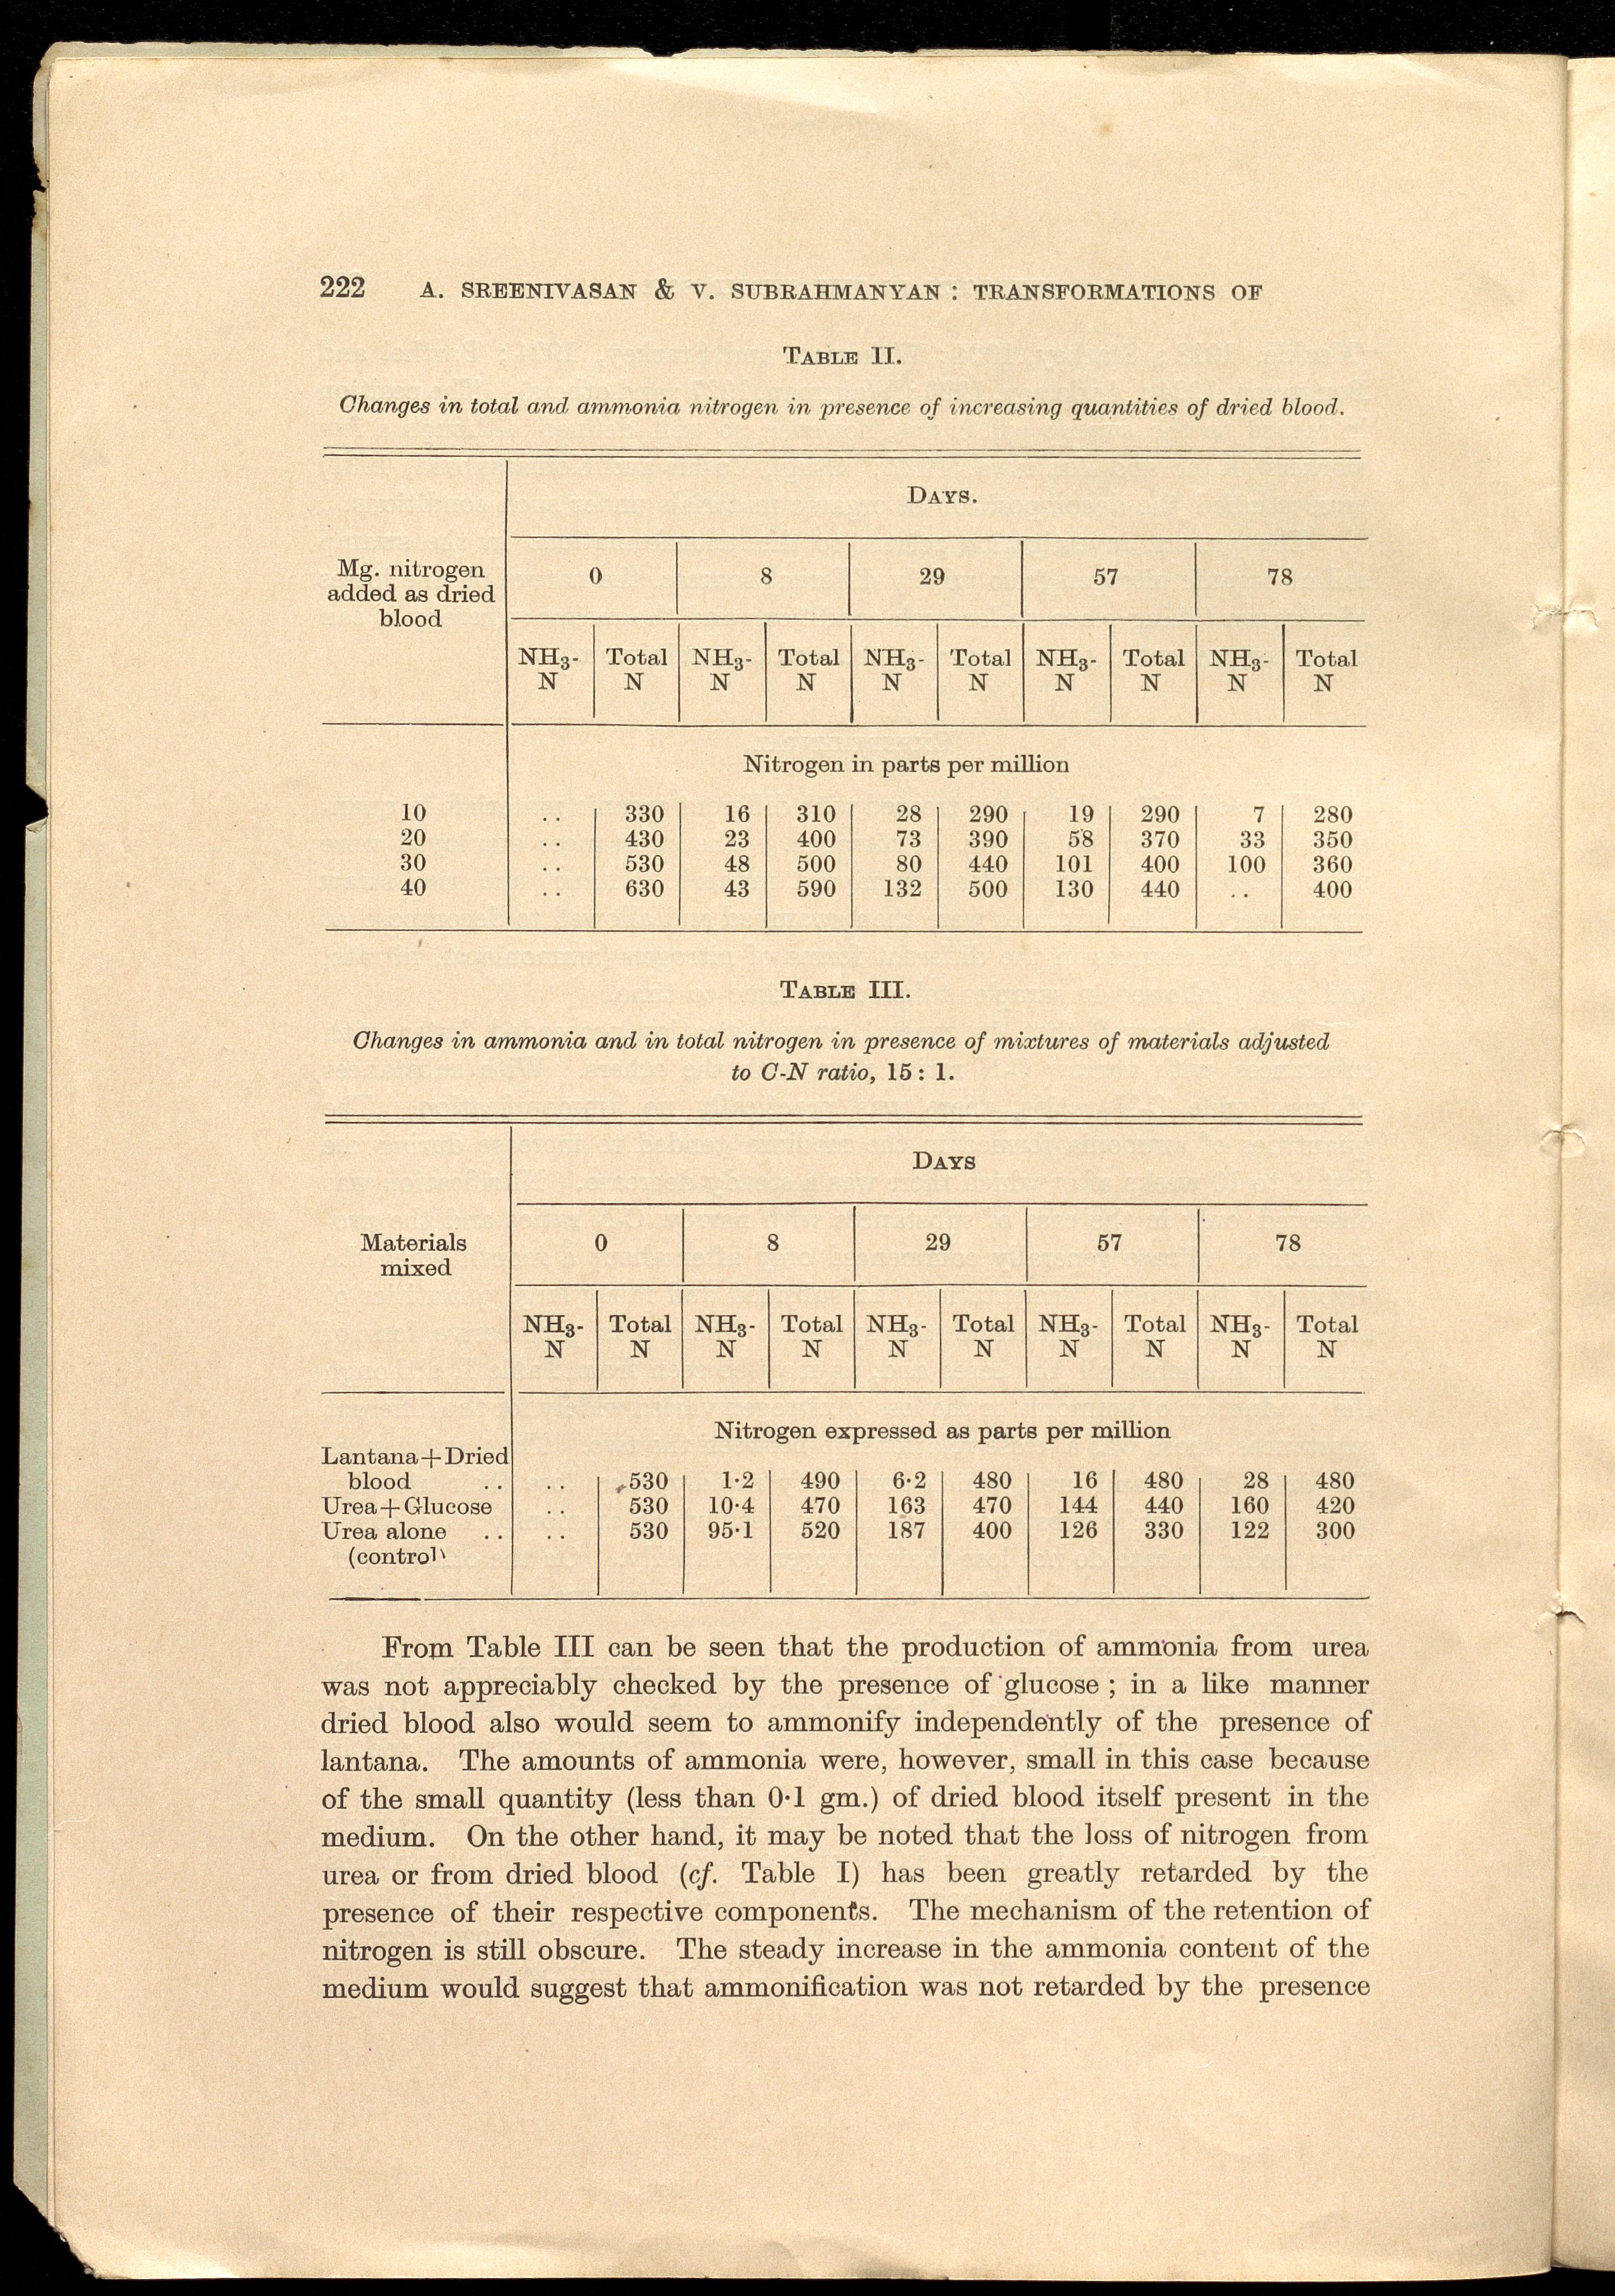 222 A. SREENIVASAN & V. SUBRAHMANYAN : TRANSFORMATIONS OF
TABLE II.
Changes in total and ammonia nitrogen in presence of increasing quantities of dried blood.
DAYS.
Mg. nitrogen
added as dried
blood
0 8 29 57 78
NH3- Total NH3- Total NH3- Total NH3- Total NH3- Total
N N N N N N N N N N
Nitrogen in parts per million
10 .. 330 16 310 28 290 19 290 7 280
20 .. 430 23 400 73 390 58 370 33 350
30 .. 530 48 500 80 440 101 400 100 360
40 .. 630 43 590 132 500 130 440 .. 400
TABLE III.
Changes in ammonia and in total nitrogen in presence of mixtures of materials adjusted
to C-N ratio, 15 : 1.
DAYS
Materials
mixed
0 8 29 57 78
NH3- Total NH3- Total NH3- Total NH3- Total NH3- Total
N N N N N N N N N N
Nitrogen expressed as parts per million
Lantana+Dried
blood .. .. 530 1·2 490 6·2 480 16 480 28 480
Urea+Glucose .. 530 10·4 470 163 470 144 440 160 420
Urea alone .. .. 530 95·1 520 187 400 126 330 122 300
(control)
From Table III can be seen that the production of ammonia from urea
was not appreciably checked by the presence of glucose ; in a like manner
dried blood also would seem to ammonify independently of the presence of
lantana. The amounts of ammonia were, however, small in this case because
of the small quantity (less than 0·1 gm.) of dried blood itself present in the
medium. On the other hand, it may be noted that the loss of nitrogen from
urea or from dried blood (cf. Table I) has been greatly retarded by the
presence of their respective components. The mechanism of the retention of
nitrogen is still obscure. The steady increase in the ammonia content of the
medium would suggest that ammonification was not retarded by the presence